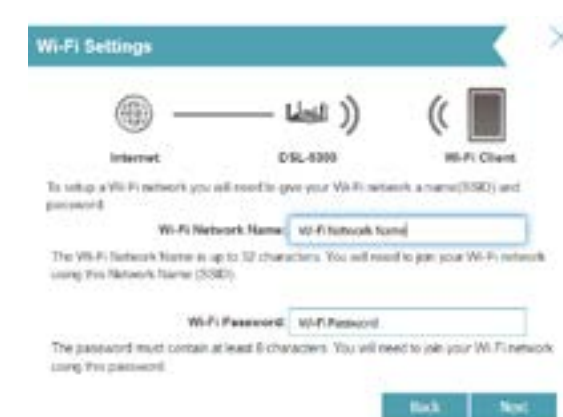 Wi-Fi Settings
Internet
Wi-Fi Client
To setup a Wi-Fi network you will need to give your Wi-Fi network a name(SSID) and
password.
Wi-Fi Network Name: Wi-Fi Network Name
The Wi-Fi Network Name is up to 32 characters. You will need to join your Wi-Fi network
using this Network Name (SSID).
Wi-Fi Password: Wi-Fi Password
The password must contain at least 8 characters. You will need to join your Wi-Fi network
using this password.
Back Next